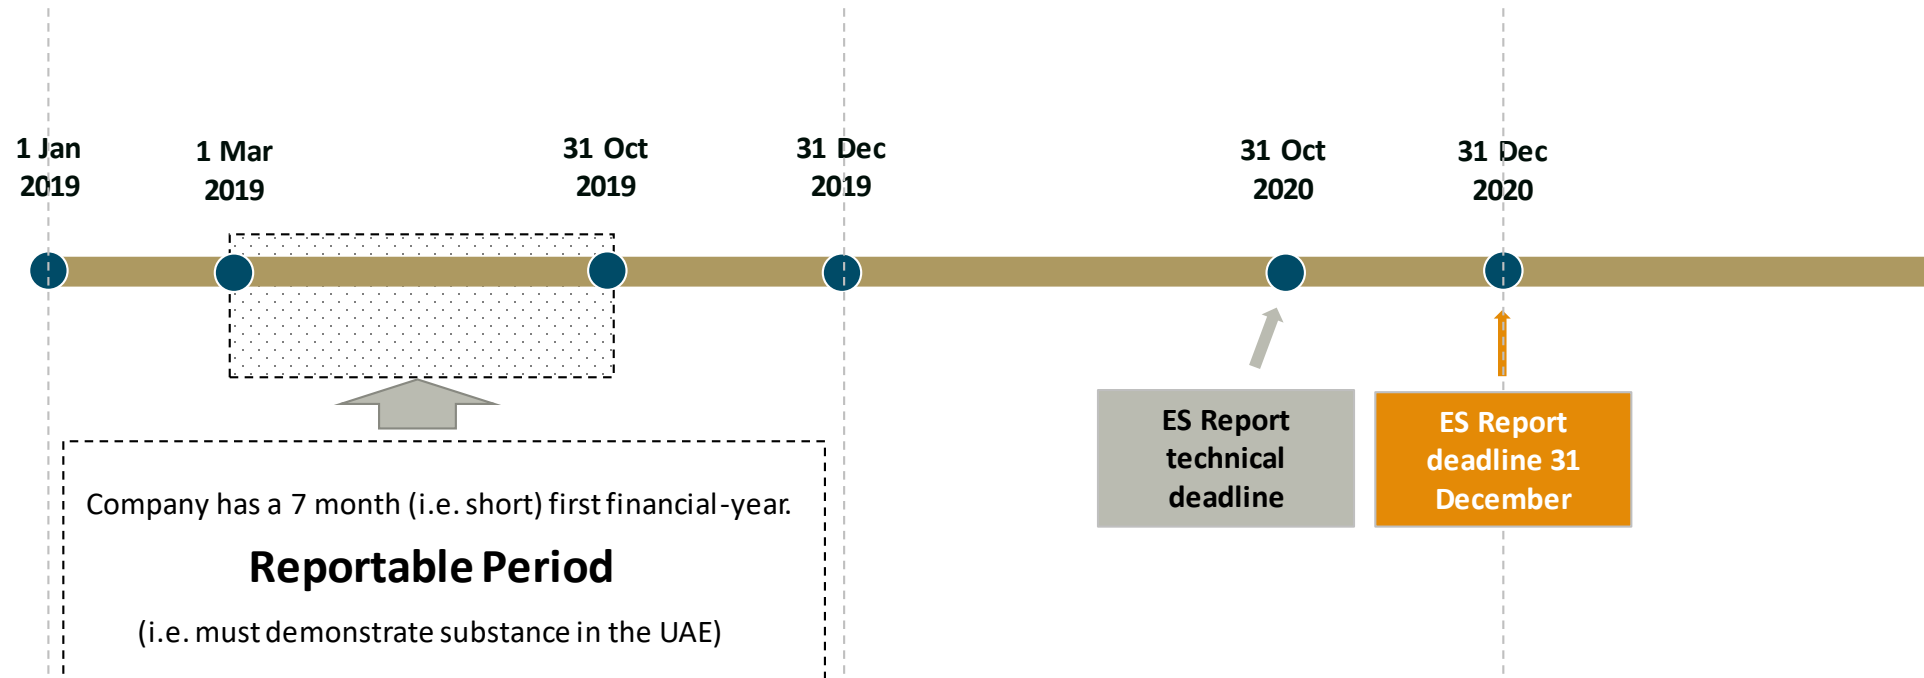 1 Jan
2019
1 Mar
2019
31 Oct
2019
31 Dec
2019
31 Oct
2020
31 Dec
2020
Company has a 7 month (i.e. short) first financial-year.
Reportable Period
(i.e. must demonstrate substance in the UAE)
ES Report
technical
deadline
ES Report
deadline 31
December